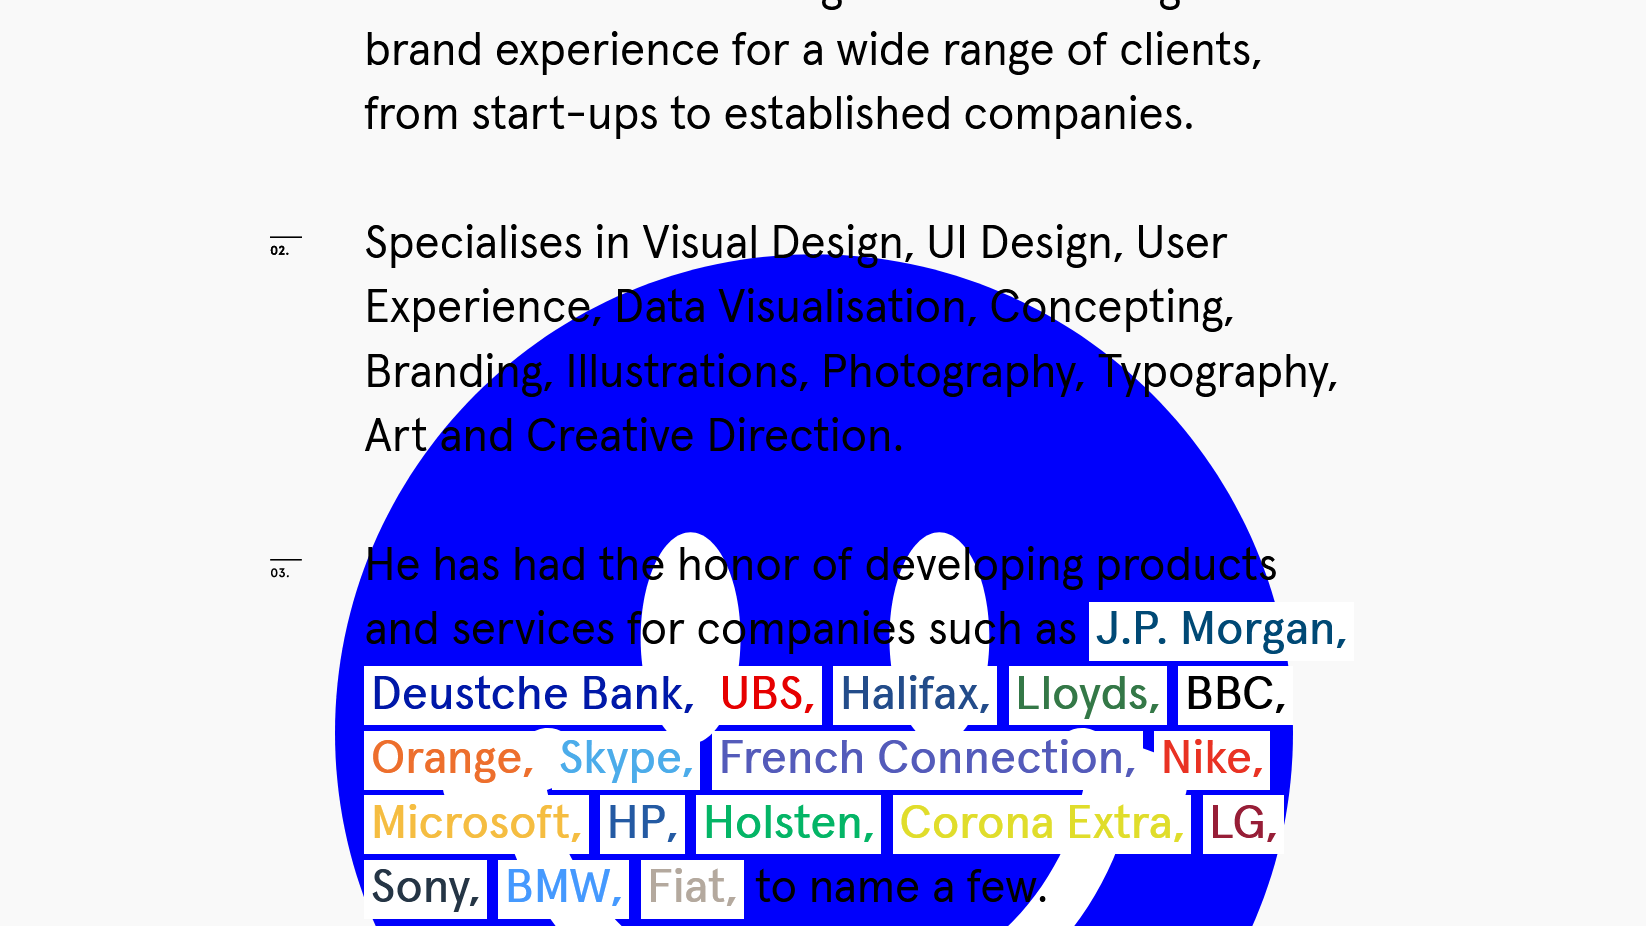 brand experience for a wide range of clients,
from start-ups to established companies.
02.
Specialises in Visual Design, UI Design, User
Experience, Data Visualisation, Concepting,
Branding, Illustrations, Photography, Typography,
Art and Creative Direction.
03.
He has had the honor of developing products
and services for companies such as J.P. Morgan,
Deustche Bank, UBS, Halifax, Lloyds, BBC,
Orange, Skype, French Connection, Nike,
Microsoft, HP, Holsten, Corona Extra, LG,
Sony, BMW, Fiat, to name a few.